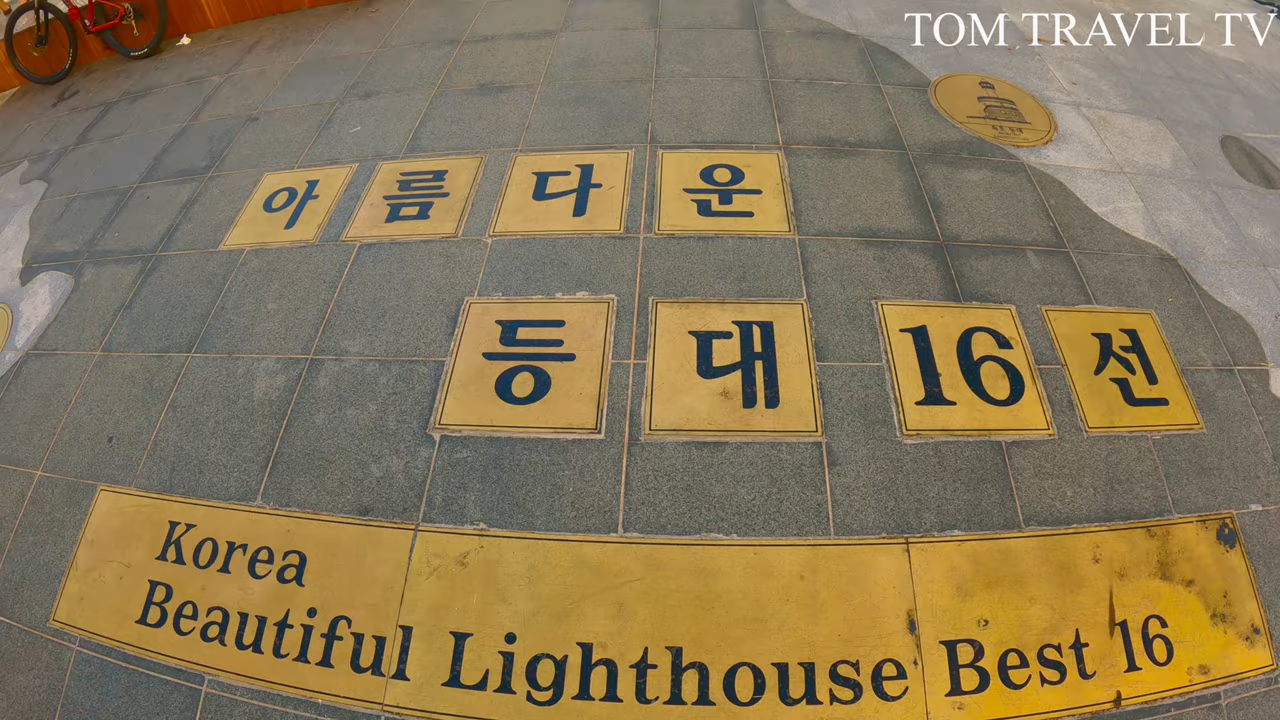 TOM TRAVEL TV
아름다운
등대 16선
Korea
Beautiful Lighthouse Best 16